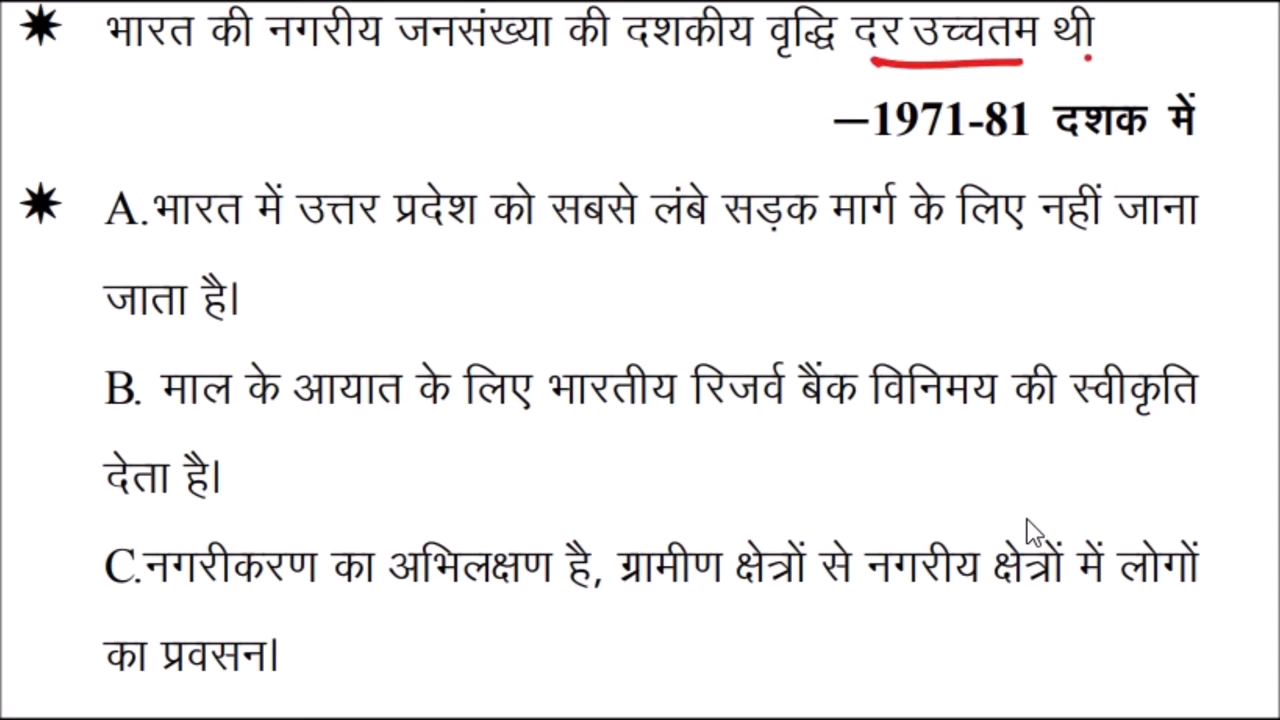 ✷ भारत की नगरीय जनसंख्या की दशकीय वृद्धि दर उच्चतम थी
–1971-81 दशक में
✷ A.भारत में उत्तर प्रदेश को सबसे लंबे सड़क मार्ग के लिए नहीं जाना
जाता है।
B. माल के आयात के लिए भारतीय रिजर्व बैंक विनिमय की स्वीकृति
देता है।
C.नगरीकरण का अभिलक्षण है, ग्रामीण क्षेत्रों से नगरीय क्षेत्रों में लोगों
का प्रवसन।